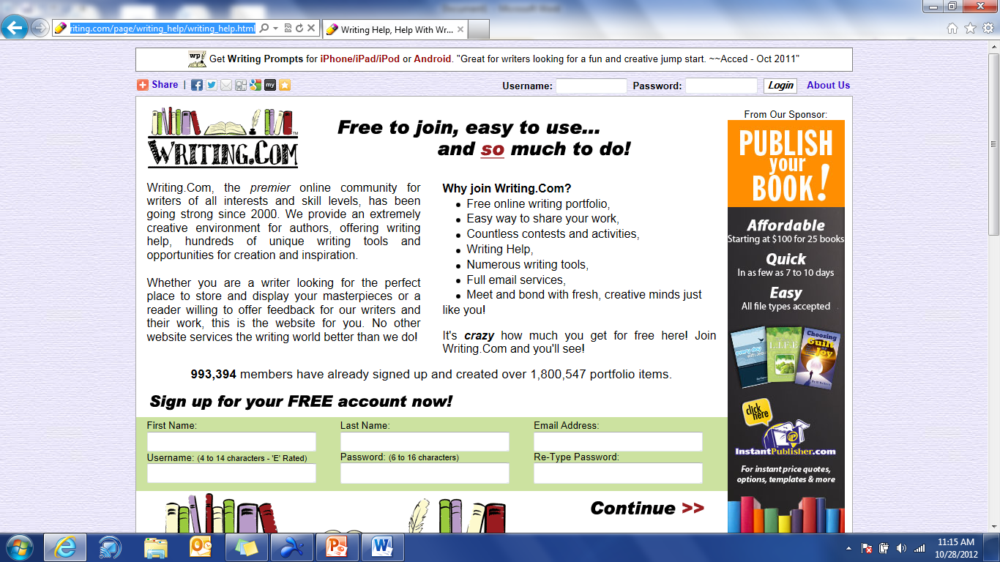 riting.com/page/writing_help/writing_help.html
Writing Help, Help With Wr...
Get Writing Prompts for iPhone/iPad/iPod or Android. "Great for writers looking for a fun and creative jump start. ~~Acced - Oct 2011"
Share | my
Username: Password: Login About Us
WRITING.COM
Free to join, easy to use...
and so much to do!
Writing.Com, the premier online community for
writers of all interests and skill levels, has been
going strong since 2000. We provide an extremely
creative environment for authors, offering writing
help, hundreds of unique writing tools and
opportunities for creation and inspiration.
Whether you are a writer looking for the perfect
place to store and display your masterpieces or a
reader willing to offer feedback for our writers and
their work, this is the website for you. No other
website services the writing world better than we do!
Why join Writing.Com?
• Free online writing portfolio,
• Easy way to share your work,
• Countless contests and activities,
• Writing Help,
• Numerous writing tools,
• Full email services,
• Meet and bond with fresh, creative minds just
like you!
It's crazy how much you get for free here! Join
Writing.Com and you'll see!
993,394 members have already signed up and created over 1,800,547 portfolio items.
Sign up for your FREE account now!
First Name: Last Name: Email Address:
Username: (4 to 14 characters - 'E' Rated) Password: (6 to 16 characters) Re-Type Password:
Continue >>
From Our Sponsor:
PUBLISH
your
BOOK!
Affordable
Starting at $100 for 25 books
Quick
In as few as 7 to 10 days
Easy
All file types accepted
Choosing
Guilt
Joy
click
here
iP
InstantPublisher.com
For instant price quotes,
options, templates & more
11:15 AM
10/28/2012